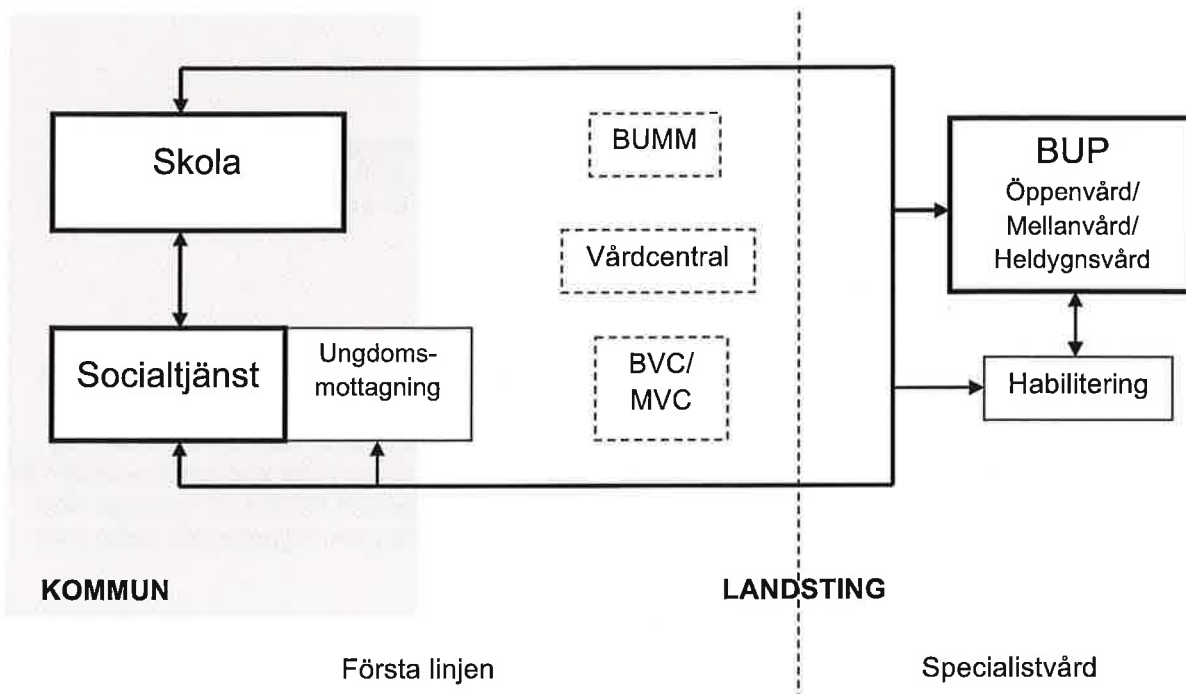 Skola
BUMM
BUP
Öppenvård/
Mellanvård/
Heldygnsvård
Vårdcentral
Socialtjänst
Ungdoms-
mottagning
BVC/
MVC
Habilitering
KOMMUN
LANDSTING
Första linjen
Specialistvård